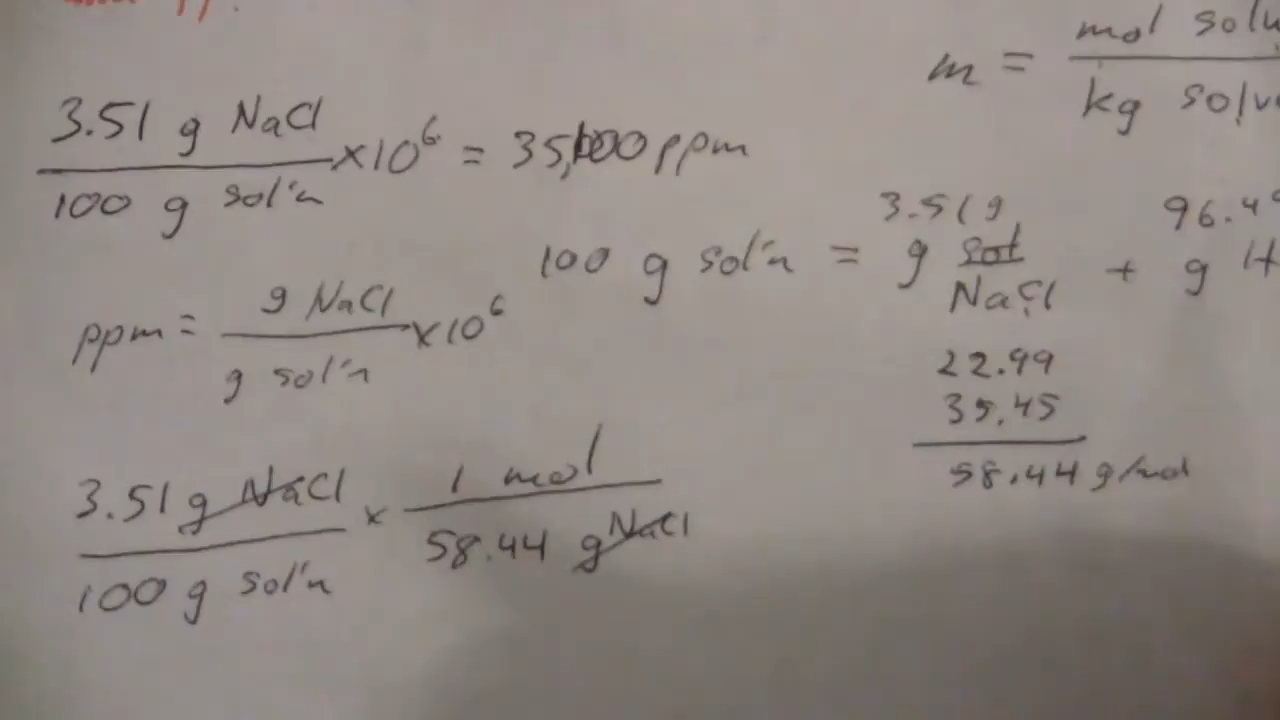 m = mol solu
kg solv
3.51 g NaCl
100 g sol'n
×10⁶ = 35,100 ppm
3.51 g 96.49
100 g sol'n = g sol + g H
NaCl
ppm = g NaCl
g sol'n
×10⁶
22.99
35.45
58.44 g/mol
3.51 g NaCl × 1 mol
100 g sol'n 58.44 g NaCl